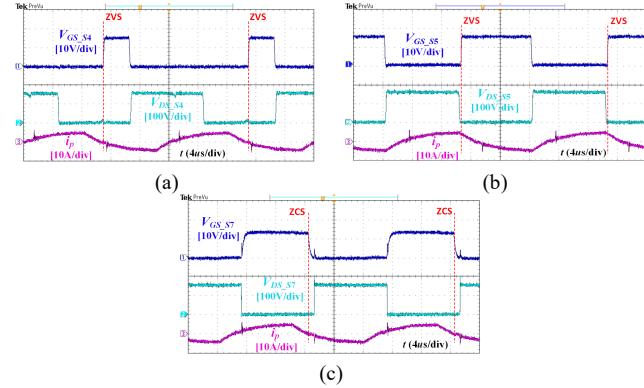 Tek PreVu
ZVS
ZVS
V_GS_S4
[10V/div]
V_DS_S4
[100V/div]
i_p
[10A/div]
t (4us/div)
(a)
Tek PreVu
ZVS
ZVS
V_GS_S5
[10V/div]
V_DS_S5
[100V/div]
i_p
[10A/div]
t (4us/div)
(b)
Tek PreVu
ZCS
ZCS
V_GS_S7
[10V/div]
V_DS_S7
[100V/div]
i_p
[10A/div]
t (4us/div)
(c)